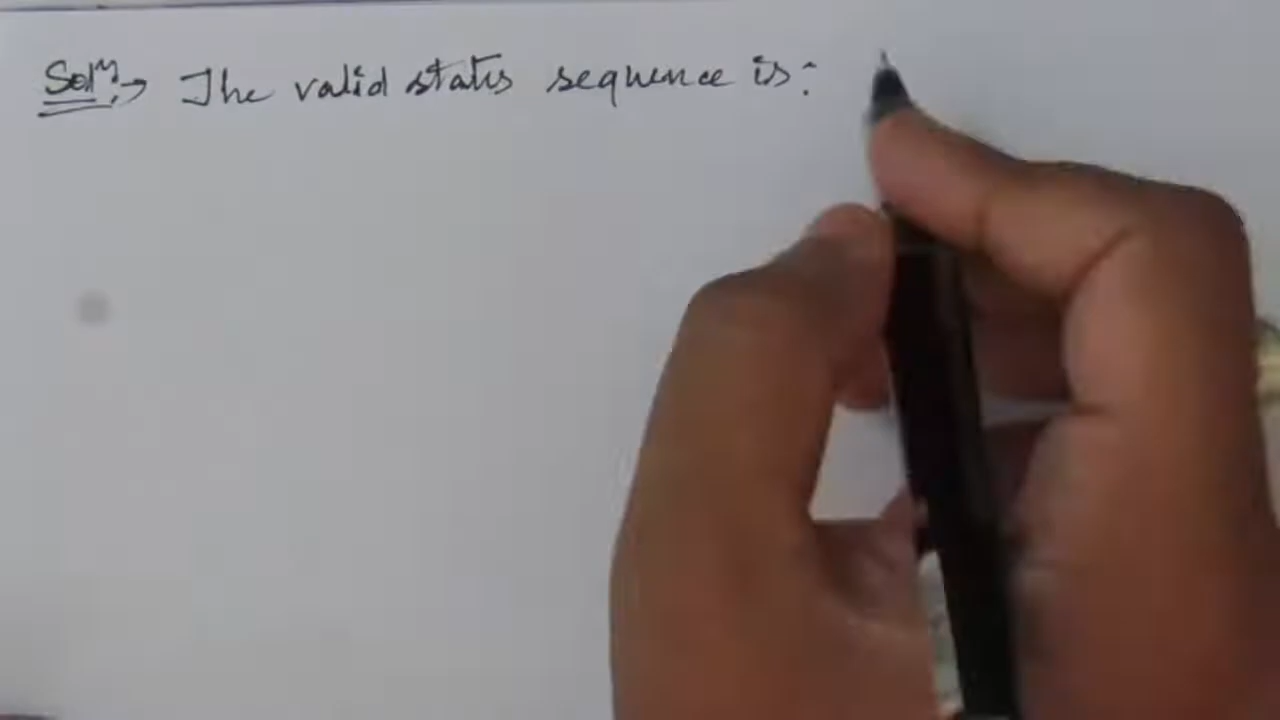 Solⁿ:→ The valid states sequence is: